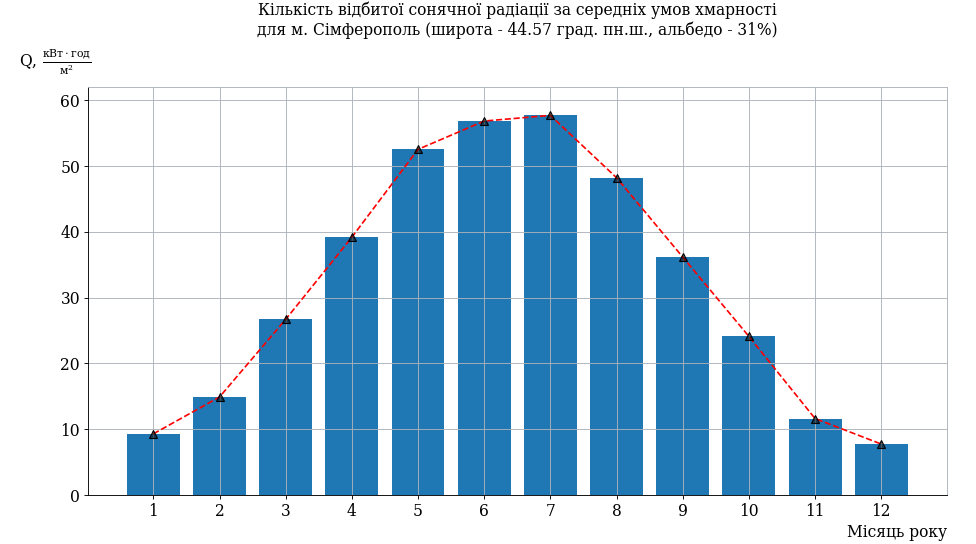 Кількість відбитої сонячної радіації за середніх умов хмарності
для м. Сімферополь (широта - 44.57 град. пн.ш., альбедо - 31%)
Q, кВт · год / м²
60
50
40
30
20
10
0
1 2 3 4 5 6 7 8 9 10 11 12
Місяць року